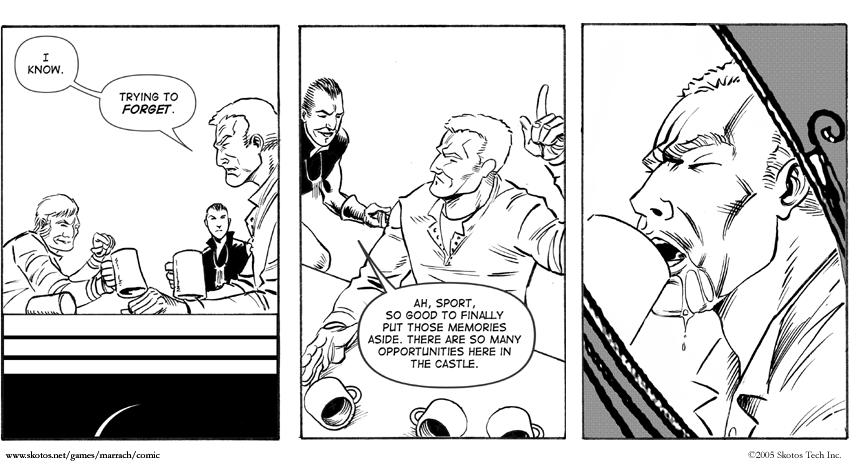 I
KNOW.
TRYING TO
FORGET.
AH, SPORT,
SO GOOD TO FINALLY
PUT THOSE MEMORIES
ASIDE. THERE ARE SO MANY
OPPORTUNITIES HERE IN
THE CASTLE.
www.skotos.net/games/marrach/comic
©2005 Skotos Tech Inc.